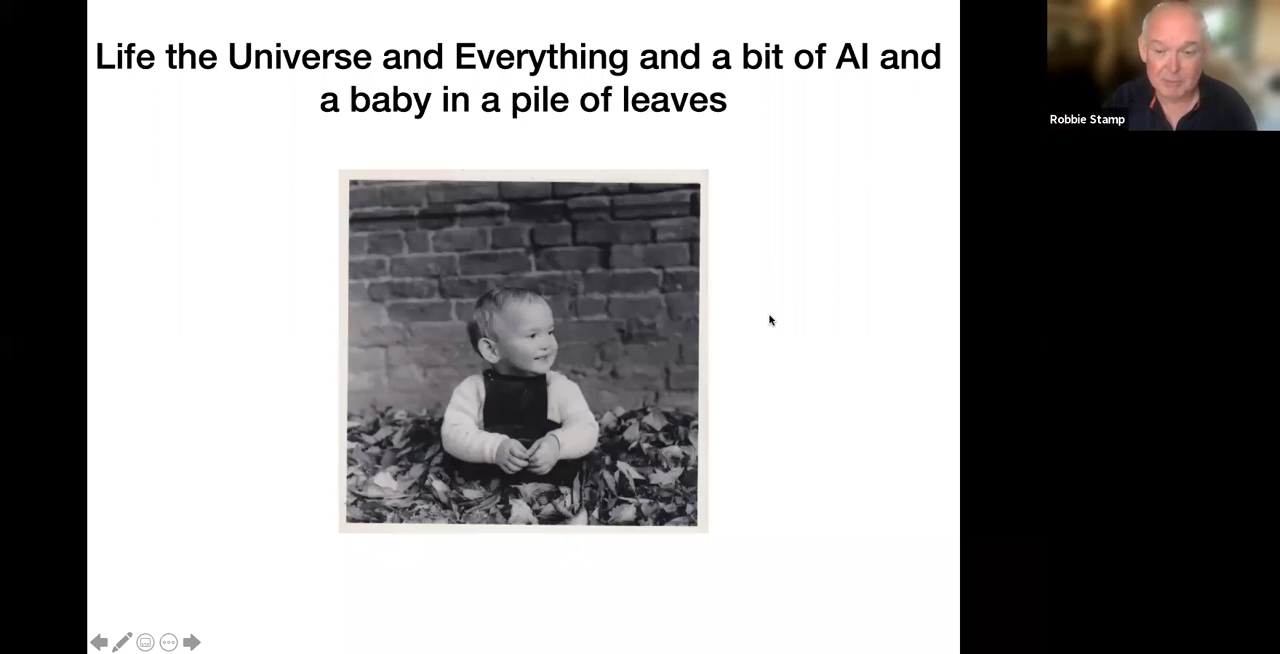 Life the Universe and Everything and a bit of AI and
a baby in a pile of leaves
Robbie Stamp